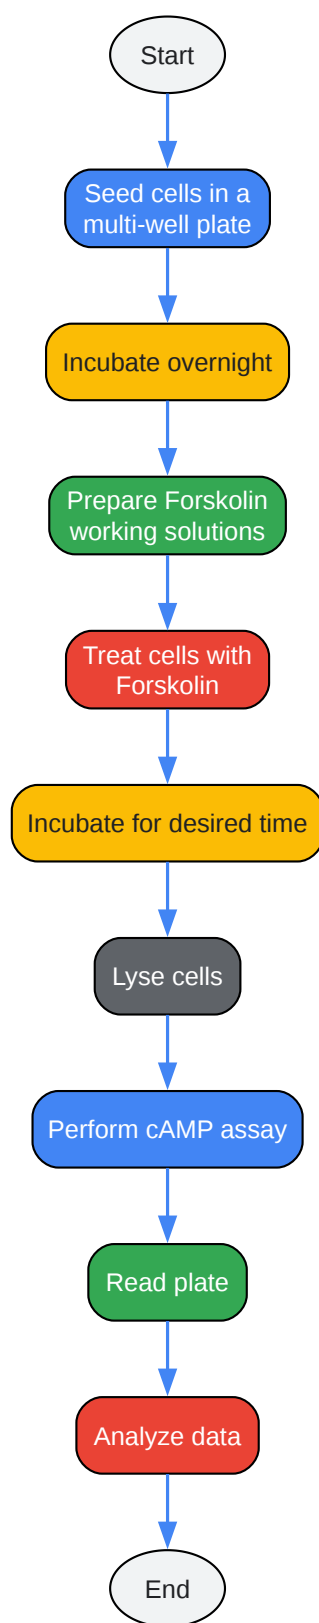 Start
Seed cells in a
multi-well plate
Incubate overnight
Prepare Forskolin
working solutions
Treat cells with
Forskolin
Incubate for desired time
Lyse cells
Perform cAMP assay
Read plate
Analyze data
End